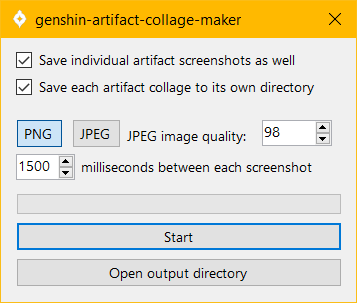 genshin-artifact-collage-maker
Save individual artifact screenshots as well
Save each artifact collage to its own directory
PNG JPEG JPEG image quality: 98
1500 milliseconds between each screenshot
Start
Open output directory